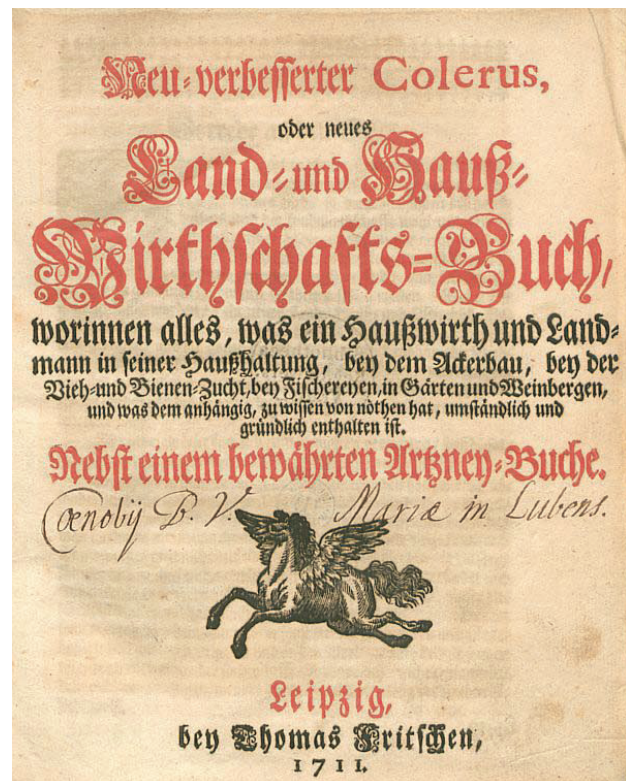 Neu-verbesserter Colerus,
oder neues
Land-und Hauß-
Wirthschafts-Buch,
worinnen alles, was ein Haußwirth und Land-
mann in seiner Haußhaltung, bey dem Ackerbau, bey der
Vieh-und Bienen-Zucht, bey Fischereyen, in Gärten und Weinbergen,
und was dem anhängig, zu wissen von nöthen hat, umständlich und
gründlich enthalten ist.
Nebst einem bewährten Artzney-Buche.
Cœnobij B. V. Mariæ in Lubens.
Leipzig,
bey Thomas Fritschen,
1711.